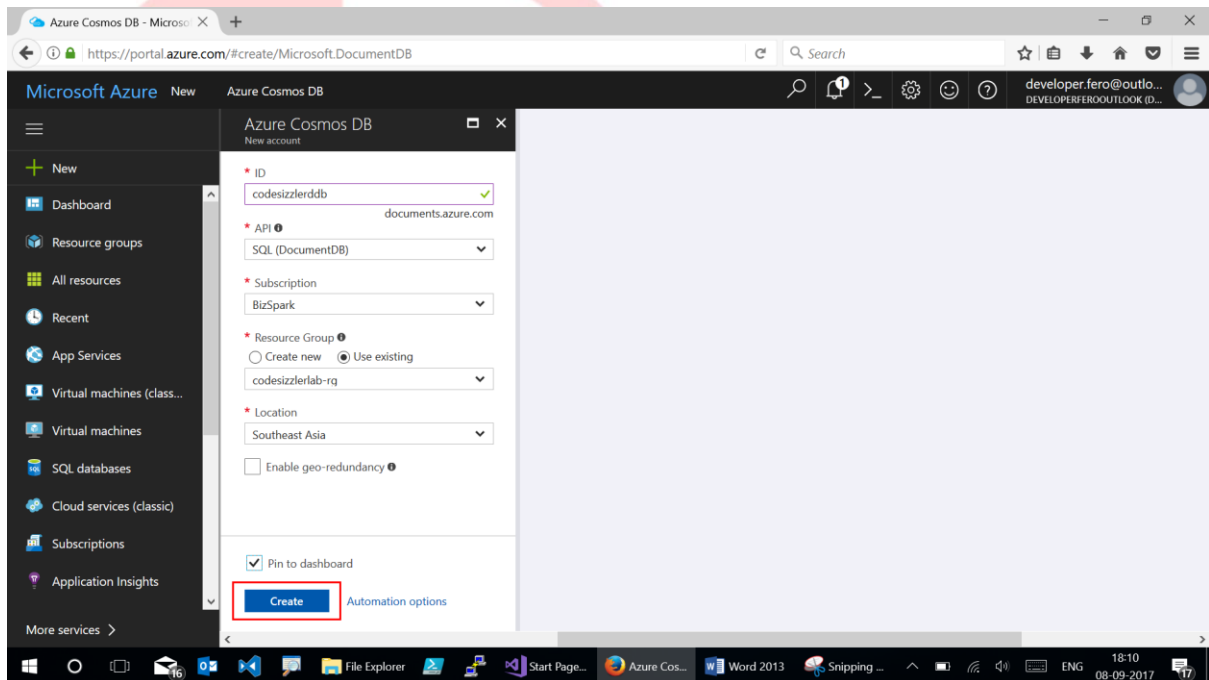 Azure Cosmos DB - Microso
https://portal.azure.com/#create/Microsoft.DocumentDB
Search
Microsoft Azure New Azure Cosmos DB
1
developer.fero@outlo...
DEVELOPERFEROOUTLOOK (D...
Azure Cosmos DB
New account
New
Dashboard
Resource groups
All resources
Recent
App Services
Virtual machines (class...
Virtual machines
SQL databases
Cloud services (classic)
Subscriptions
Application Insights
More services >
* ID
codesizzlerddb
documents.azure.com
* API
SQL (DocumentDB)
* Subscription
BizSpark
* Resource Group
Create new Use existing
codesizzlerlab-rg
* Location
Southeast Asia
Enable geo-redundancy
Pin to dashboard
Create Automation options
16
File Explorer
Start Page...
Azure Cos...
Word 2013
Snipping ...
ENG
18:10
08-09-2017
17